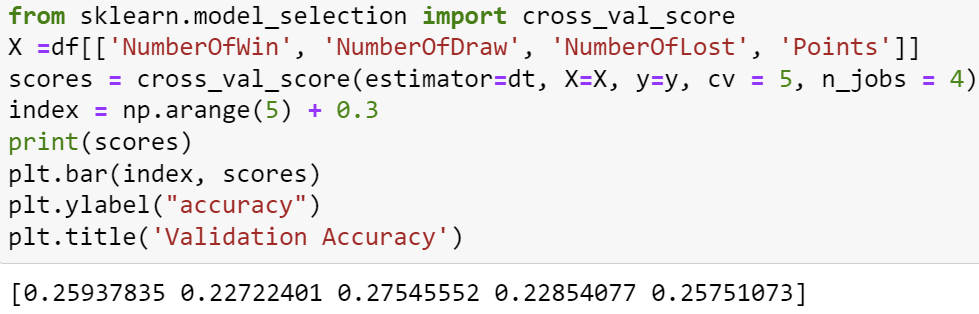 from sklearn.model_selection import cross_val_score
X =df[['NumberOfWin', 'NumberOfDraw', 'NumberOfLost', 'Points']]
scores = cross_val_score(estimator=dt, X=X, y=y, cv = 5, n_jobs = 4)
index = np.arange(5) + 0.3
print(scores)
plt.bar(index, scores)
plt.ylabel("accuracy")
plt.title('Validation Accuracy')
[0.25937835 0.22722401 0.27545552 0.22854077 0.25751073]